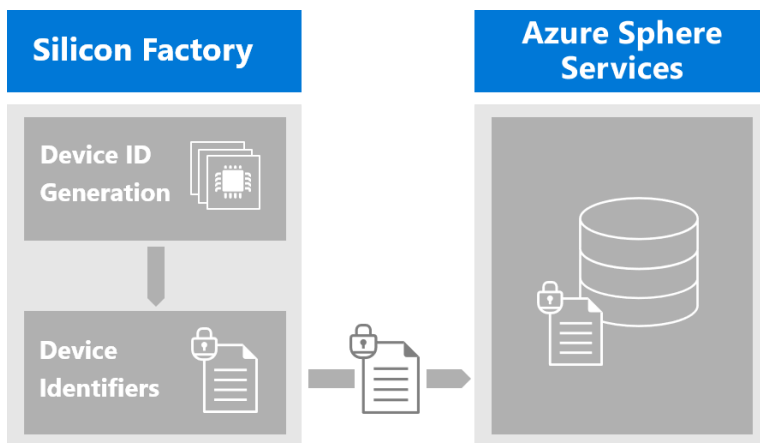 Silicon Factory
Azure Sphere
Services
Device ID
Generation
Device
Identifiers